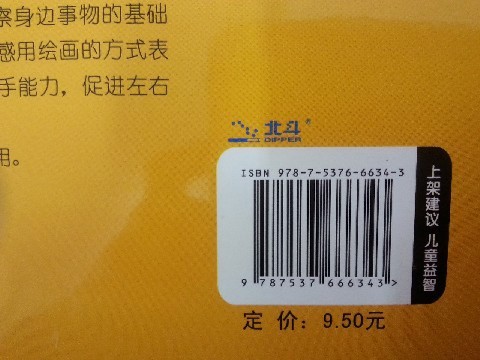 察身边事物的基础
感用绘画的方式表
手能力，促进左右
用。
北斗®
DIPPER
ISBN 978-7-5376-6634-3
9 787537 666343>
上架建议 儿童益智
定 价：9.50元